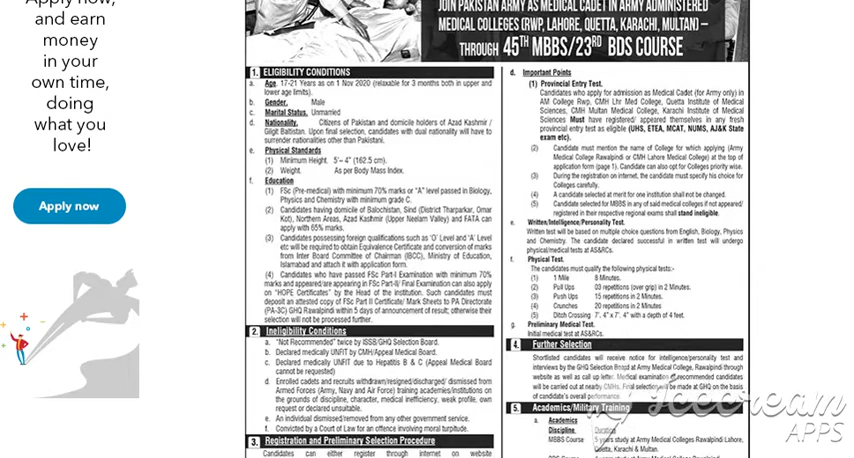 Apply now,
and earn
money
in your
own time,
doing
what you
love!
Apply now
JOIN PAKISTAN ARMY AS MEDICAL CADET IN ARMY ADMINISTERED
MEDICAL COLLEGES (RWP, LAHORE, QUETTA, KARACHI, MULTAN) –
THROUGH 45TH MBBS/23RD BDS COURSE
1. ELIGIBILITY CONDITIONS
a. Age. 17-21 Years as on 1 Nov 2020 (relaxable for 3 months both in upper and
lower age limits).
b. Gender. Male
c. Marital Status. Unmarried
d. Nationality. Citizens of Pakistan and domicile holders of Azad Kashmir /
Gilgit Baltistan. Upon final selection, candidates with dual nationality will have to
surrender nationalities other than Pakistani.
e. Physical Standards
(1) Minimum Height. 5'– 4" (162.5 cm).
(2) Weight. As per Body Mass Index.
f. Education
(1) FSc (Pre-medical) with minimum 70% marks or "A" level passed in Biology,
Physics and Chemistry with minimum grade C.
(2) Candidates having domicile of Balochistan, Sind (District Tharparkar, Omar
Kot), Northern Areas, Azad Kashmir (Upper Neelam Valley) and FATA can
apply with 65% marks.
(3) Candidates possessing foreign qualifications such as 'O' Level and 'A' Level
etc will be required to obtain Equivalence Certificate and conversion of marks
from Inter Board Committee of Chairman (IBCC), Ministry of Education,
Islamabad and attach it with application form.
(4) Candidates who have passed FSc Part-I Examination with minimum 70%
marks and appeared/are appearing in FSc Part-II/ Final Examination can also apply
on "HOPE Certificates" by the Head of the institution. Such candidates must
deposit an attested copy of FSc Part II Certificate/ Mark Sheets to PA Directorate
(PA-3C) GHQ Rawalpindi within 5 days of announcement of result; otherwise their
selection will not be processed further.
2. Ineligibility Conditions
a. "Not Recommended" twice by ISSB/GHQ Selection Board.
b. Declared medically UNFIT by CMH/Appeal Medical Board.
c. Declared medically UNFIT due to Hepatitis B & C (Appeal Medical Board
cannot be requested)
d. Enrolled cadets and recruits withdrawn/resigned/discharged/ dismissed from
Armed Forces (Army, Navy and Air Force) training academies/institutions on
the grounds of discipline, character, medical inefficiency, weak profile, own
request or declared unsuitable.
e. An individual dismissed/removed from any other government service.
f. Convicted by a Court of Law for an offence involving moral turpitude.
3. Registration and Preliminary Selection Procedure
Candidates can either register through internet on website
d. Important Points
(1) Provincial Entry Test.
Candidates who apply for admission as Medical Cadet (for Army only) in
AM College Rwp, CMH Lhr Med College, Quetta Institute of Medical
Sciences, CMH Multan Medical College, Karachi Institute of Medical
Sciences Must have registered/ appeared themselves in any fresh
provincial entry test as eligible (UHS, ETEA, MCAT, NUMS, AJ&K State
exam etc).
(2) Candidate must mention the name of College for which applying (Army
Medical College Rawalpindi or CMH Lahore Medical College) at the top of
application form (page 1). Candidate can also opt for Colleges priority wise.
(3) During the registration on internet, the candidate must specify his choice for
Colleges carefully.
(4) A candidate selected at merit for one institution shall not be changed.
(5) Candidate selected for MBBS in any of said medical colleges if not appeared/
registered in their respective regional exams shall stand ineligible.
e. Written/Intelligence/Personality Test.
Written test will be based on multiple choice questions from English, Biology, Physics
and Chemistry. The candidate declared successful in written test will undergo
physical/medical tests at AS&RCs.
f. Physical Test.
The candidates must qualify the following physical tests:-
(1) 1 Mile 8 Minutes.
(2) Pull Ups 03 repetitions (over grip) in 2 Minutes.
(3) Push Ups 15 repetitions in 2 Minutes.
(4) Crunches 20 repetitions in 2 Minutes
(5) Ditch Crossing 7'. 4" x 7'. 4" with a depth of 4 feet.
g. Preliminary Medical Test.
Initial medical test at AS&RCs.
4. Further Selection
Shortlisted candidates will receive notice for intelligence/personality test and
interviews by the GHQ Selection Board at Army Medical College, Rawalpindi through
website as well as call up letter. Medical examination of recommended candidates
will be carried out at nearby CMHs. Final selection will be made at GHQ on the basis
of candidate's overall performance.
5. Academics/Military Training
a. Academics
Discipline Duration
MBBS Course 5 years study at Army Medical Colleges Rawalpindi Lahore,
Quetta, Karachi & Multan.
Icecream
APPS